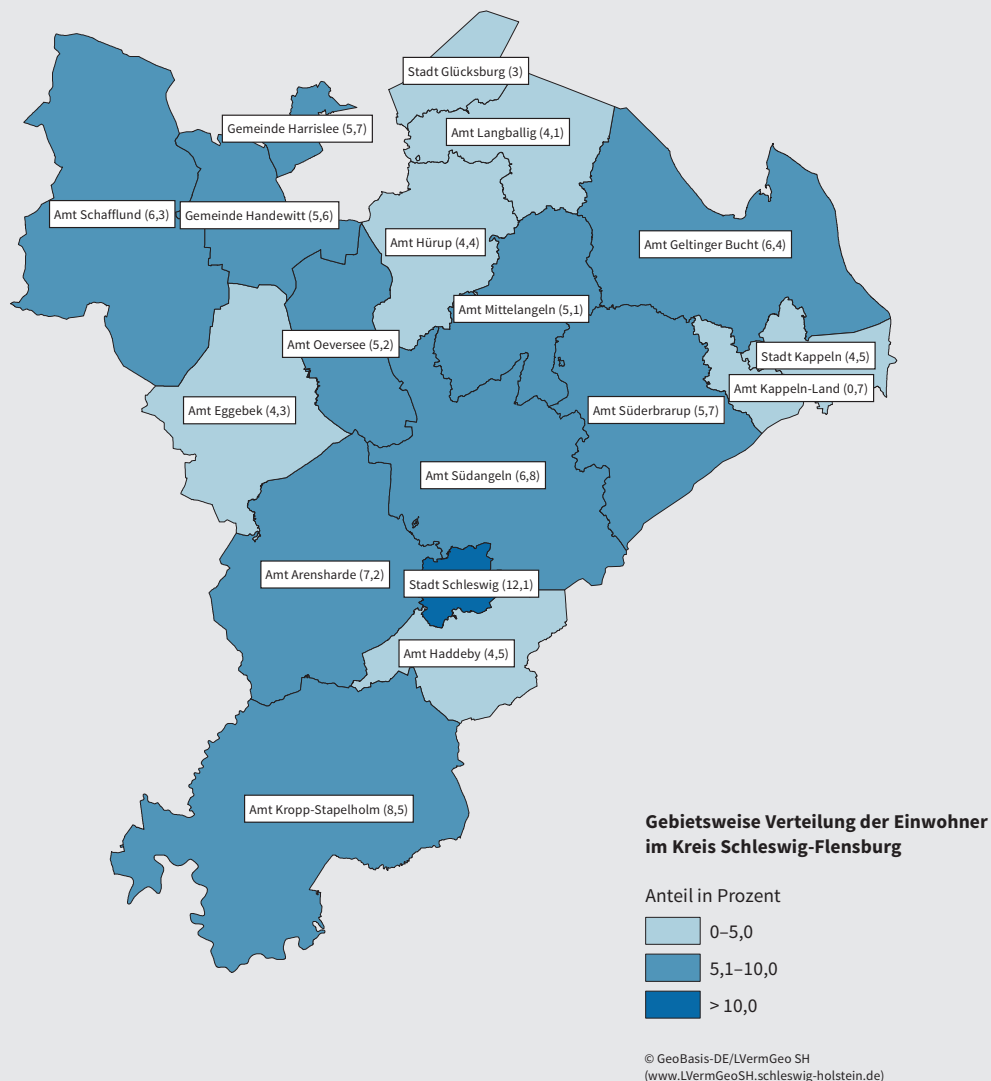 Stadt Glücksburg (3)
Gemeinde Harrislee (5,7)
Amt Langballig (4,1)
Amt Schafflund (6,3)
Gemeinde Handewitt (5,6)
Amt Hürup (4,4)
Amt Geltinger Bucht (6,4)
Amt Mittelangeln (5,1)
Amt Oeversee (5,2)
Stadt Kappeln (4,5)
Amt Kappeln-Land (0,7)
Amt Eggebek (4,3)
Amt Süderbrarup (5,7)
Amt Südangeln (6,8)
Amt Arensharde (7,2)
Stadt Schleswig (12,1)
Amt Haddeby (4,5)
Amt Kropp-Stapelholm (8,5)
Gebietsweise Verteilung der Einwohner
im Kreis Schleswig-Flensburg
Anteil in Prozent
0–5,0
5,1–10,0
> 10,0
© GeoBasis-DE/LVermGeo SH
(www.LVermGeoSH.schleswig-holstein.de)